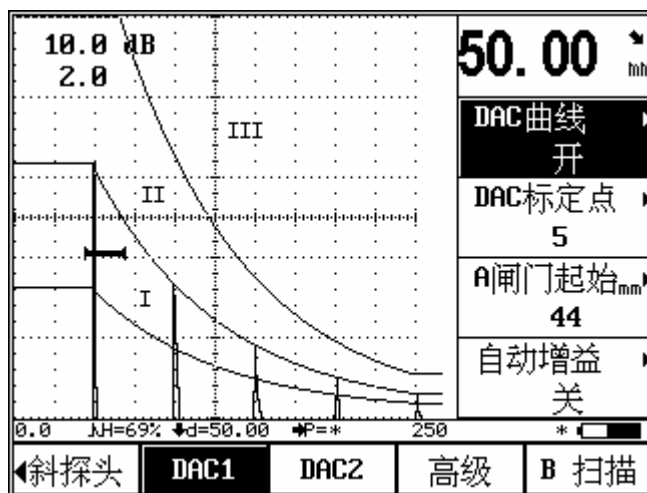 10.0 dB
2.0
III
II
I
50.00
mm
DAC曲线
开
DAC标定点
5
A闸门起始mm
44
自动增益
关
0.0 H=69% d=50.00 P=* 250 *
斜探头 DAC1 DAC2 高级 B 扫描